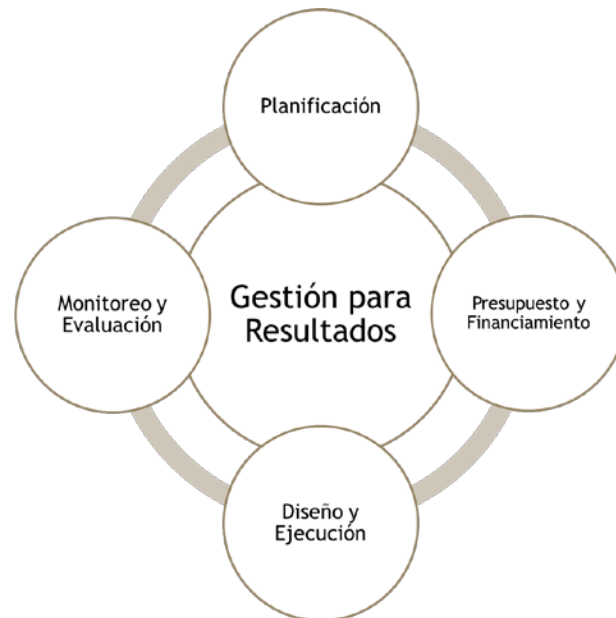 Planificación
Gestión para
Resultados
Presupuesto y
Financiamiento
Diseño y
Ejecución
Monitoreo y
Evaluación